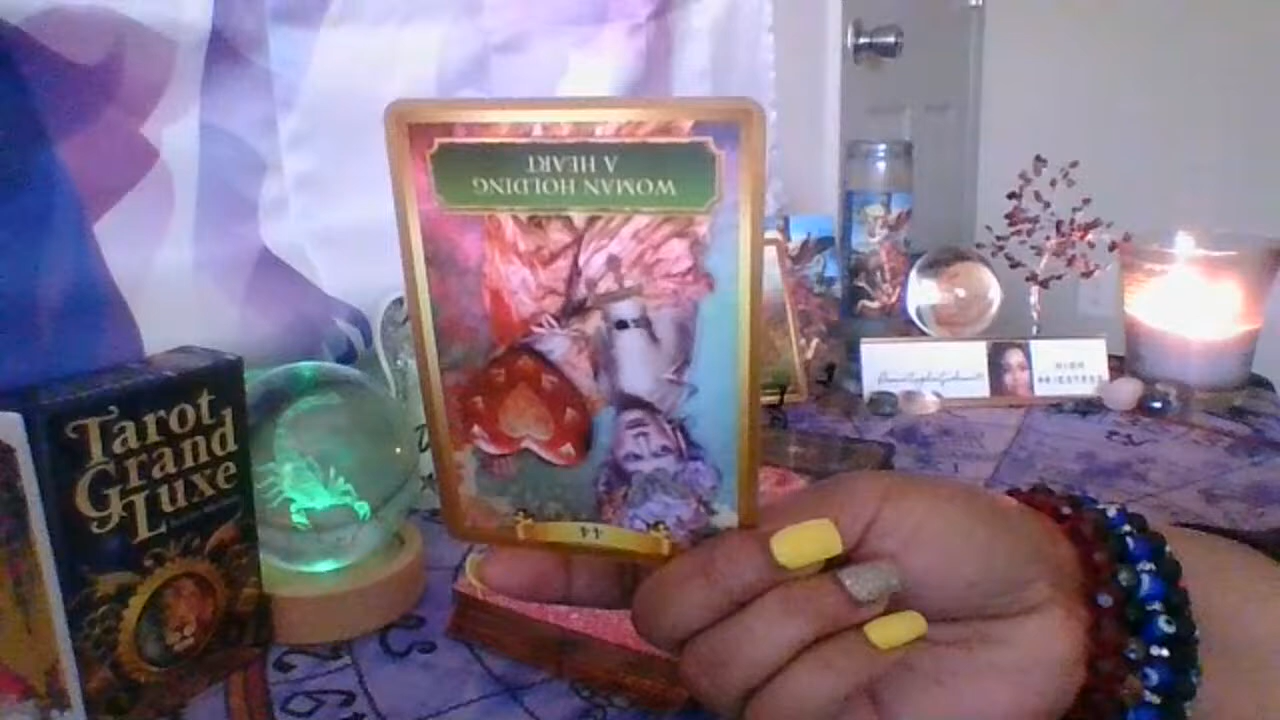 WOMAN HOLDING
A HEART
44
Tarot
Grand
Luxe
HIGH
PRIESTESS